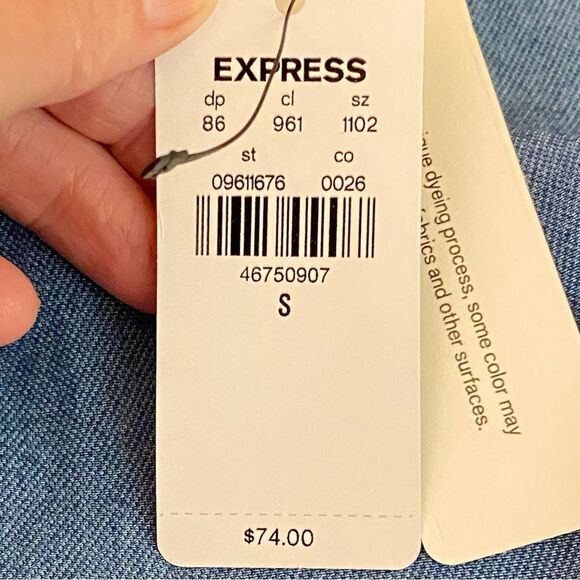 EXPRESS
dp cl sz
86 961 1102
st co
09611676 0026
46750907
S
$74.00
dyeing process, some color may
fabrics and other surfaces.